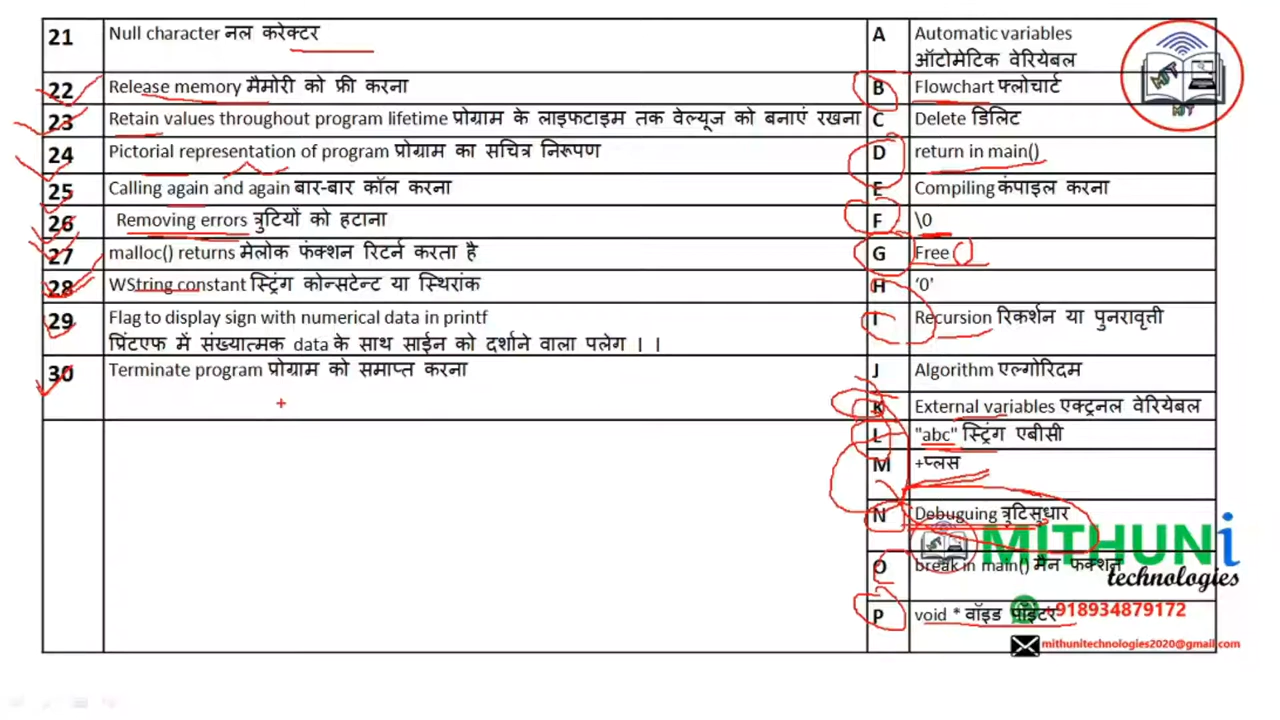 21 Null character नल करेक्टर A Automatic variables
ऑटोमेटिक वेरियेबल
22 Release memory मैमोरी को फ्री करना B Flowchart फ्लोचार्ट
23 Retain values throughout program lifetime प्रोग्राम के लाइफटाइम तक वेल्यूज को बनाएं रखना C Delete डिलिट
24 Pictorial representation of program प्रोग्राम का सचित्र निरूपण D return in main()
25 Calling again and again बार-बार कॉल करना E Compiling कंपाइल करना
26 Removing errors त्रुटियों को हटाना F \0
27 malloc() returns मेलोक फंक्शन रिटर्न करता है G Free
28 WString constant स्ट्रिंग कोन्सटेन्ट या स्थिरांक H ‘0'
29 Flag to display sign with numerical data in printf I Recursion रिकर्शन या पुनरावृत्ती
प्रिंटएफ में संख्यात्मक data के साथ साईन को दर्शाने वाला पलेग । ।
30 Terminate program प्रोग्राम को समाप्त करना J Algorithm एल्गोरिदम
K External variables एक्ट्रनल वेरियेबल
L "abc" स्ट्रिंग एबीसी
M +प्लस
N Debuguing त्रुटिसुधार
MITHUNi
O break in main() मैन फंक्शन
technologies
P void * वॉइड पॉइंटर
+918934879172
mithunitechnologies2020@gmail.com
MIT
MIT